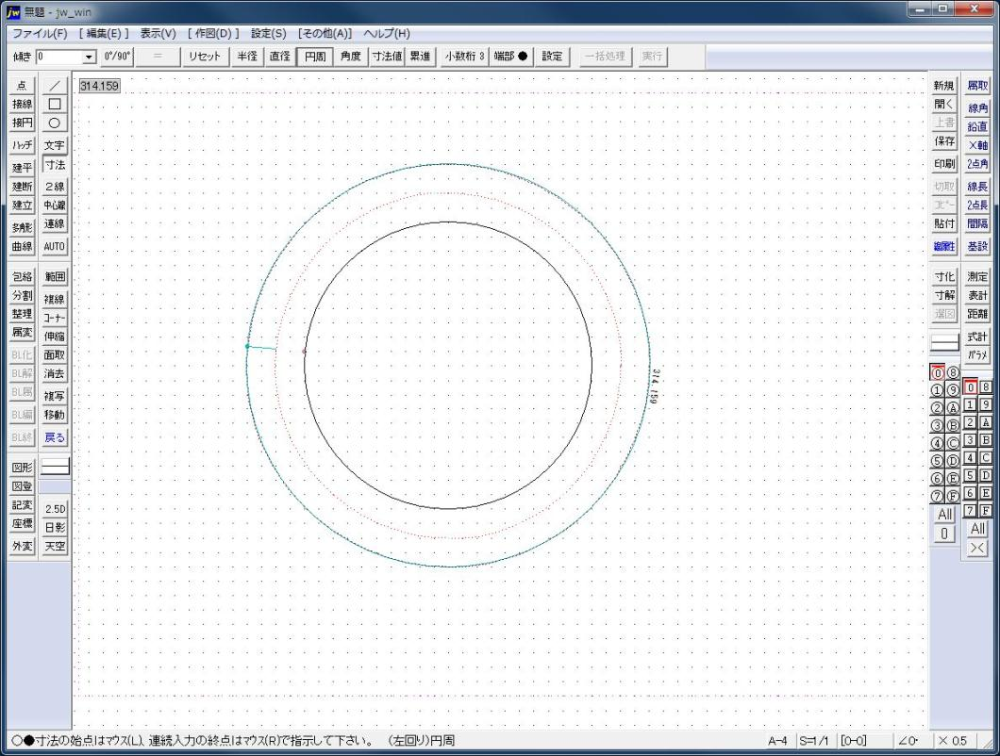 無題 - jw_win
ファイル(F) [ 編集(E) ] 表示(V) [ 作図(D) ] 設定(S) [その他(A)] ヘルプ(H)
傾き 0 0°/90° = リセット 半径 直径 円周 角度 寸法値 累進 小数桁 3 端部 ● 設定 一括処理 実行
314.159
点 ／
接線 □
接円 ○
ハッチ 文字
建平 寸法
建断 2線
建立 中心線
多角形 連線
曲線 AUTO
包絡 範囲
分割 複線
整理 コーナー
属変 伸縮
BL化 面取
BL解 消去
BL属 複写
BL編 移動
BL終 戻る
図形
図登
記変 2.5D
座標 日影
外変 天空
314.159
新規 属取
開く 線角
上書 鉛直
保存 X軸
印刷 2点角
切取 線長
コピー 2点長
貼付 間隔
線属性 基設
寸化 測定
寸解 表計
選図 距離
式計
パラメ
0 8 0 8
1 9 1 9
2 A 2 A
3 B 3 B
4 C 4 C
5 D 5 D
6 E 6 E
7 F 7 F
All All
0 ><
○●寸法の始点はマウス(L)、連続入力の終点はマウス(R)で指示して下さい。 (左回り)円周 A-4 S=1/1 [0-0] ∠0 × 0.5